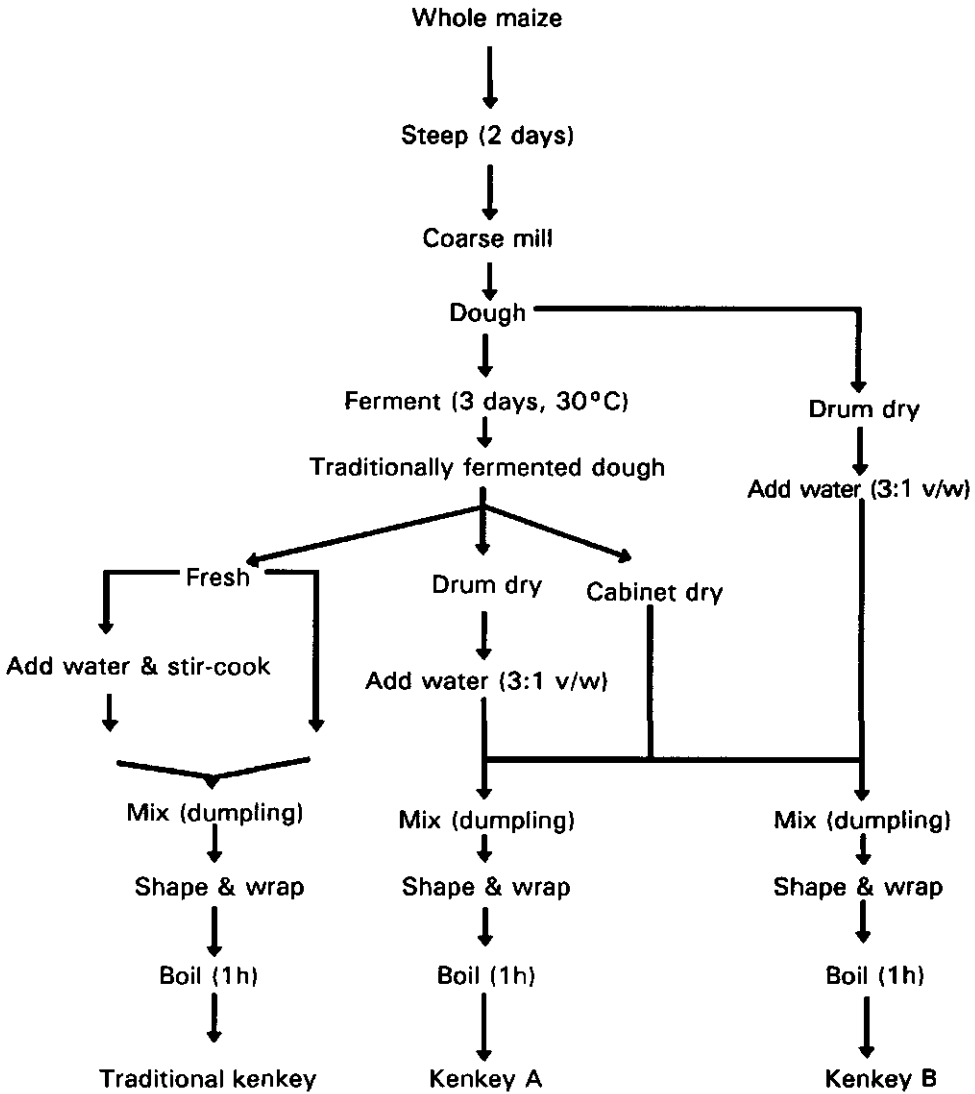 Whole maize
Steep (2 days)
Coarse mill
Dough
Ferment (3 days, 30°C)
Drum dry
Traditionally fermented dough
Add water (3:1 v/w)
Fresh
Drum dry
Cabinet dry
Add water & stir-cook
Add water (3:1 v/w)
Mix (dumpling)
Mix (dumpling)
Mix (dumpling)
Shape & wrap
Shape & wrap
Shape & wrap
Boil (1h)
Boil (1h)
Boil (1h)
Traditional kenkey
Kenkey A
Kenkey B